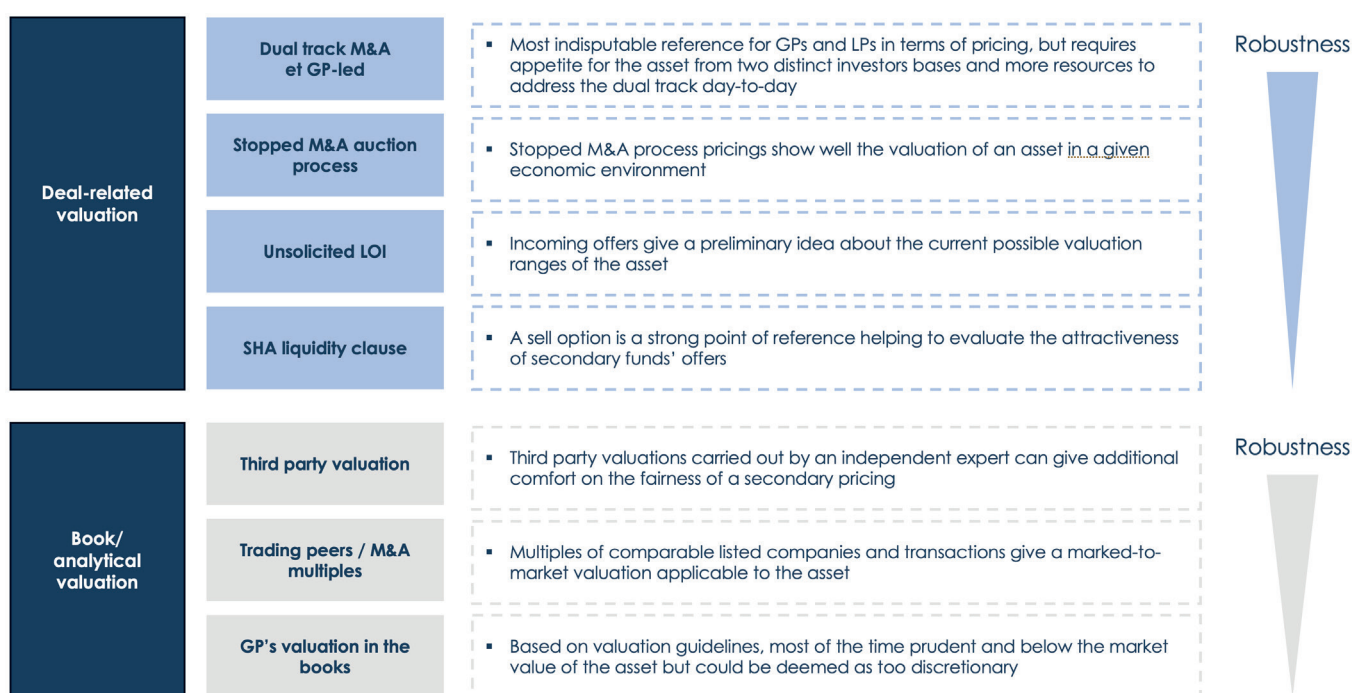 Dual track M&A
et GP-led
▪ Most indisputable reference for GPs and LPs in terms of pricing, but requires
appetite for the asset from two distinct investors bases and more resources to
address the dual track day-to-day
Robustness
Deal-related
valuation
Stopped M&A auction
process
▪ Stopped M&A process pricings show well the valuation of an asset in a given
economic environment
Unsolicited LOI
▪ Incoming offers give a preliminary idea about the current possible valuation
ranges of the asset
SHA liquidity clause
▪ A sell option is a strong point of reference helping to evaluate the attractiveness
of secondary funds’ offers
Book/
analytical
valuation
Third party valuation
▪ Third party valuations carried out by an independent expert can give additional
comfort on the fairness of a secondary pricing
Robustness
Trading peers / M&A
multiples
▪ Multiples of comparable listed companies and transactions give a marked-to-
market valuation applicable to the asset
GP’s valuation in the
books
▪ Based on valuation guidelines, most of the time prudent and below the market
value of the asset but could be deemed as too discretionary